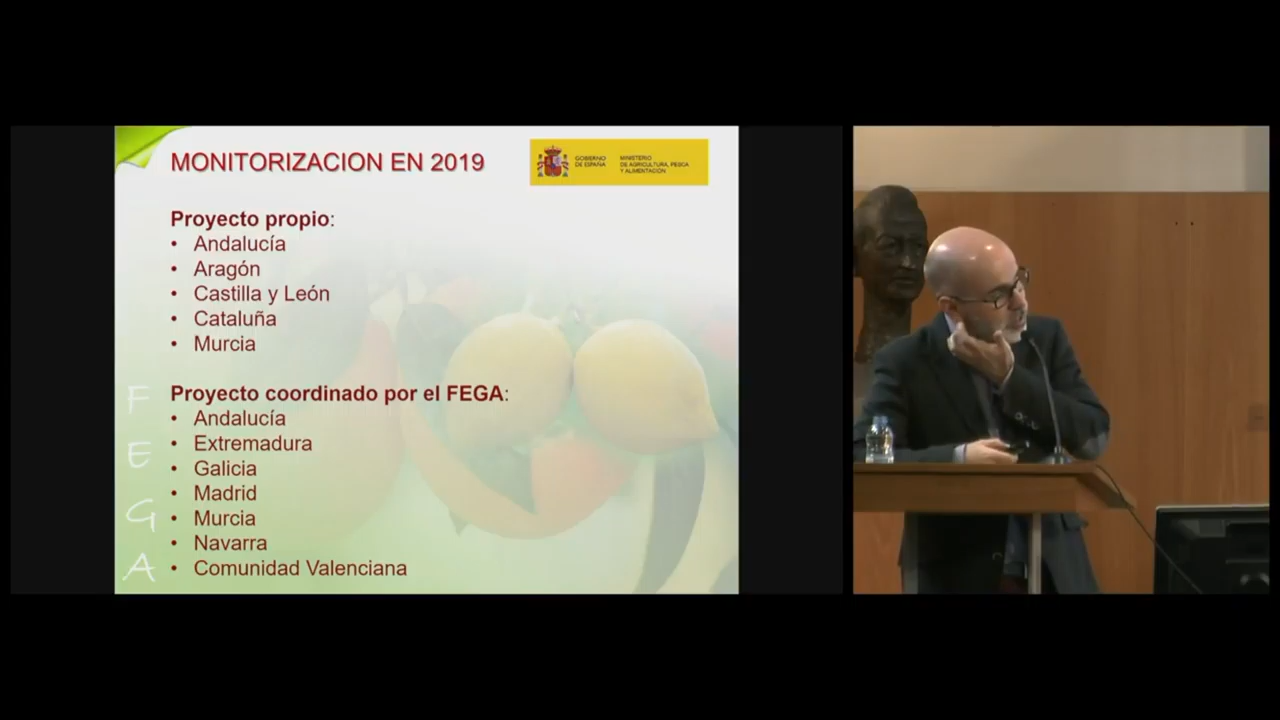 MONITORIZACION EN 2019
GOBIERNO
DE ESPAÑA
MINISTERIO
DE AGRICULTURA, PESCA
Y ALIMENTACIÓN
Proyecto propio:
• Andalucía
• Aragón
• Castilla y León
• Cataluña
• Murcia
Proyecto coordinado por el FEGA:
• Andalucía
• Extremadura
• Galicia
• Madrid
• Murcia
• Navarra
• Comunidad Valenciana
F
E
G
A